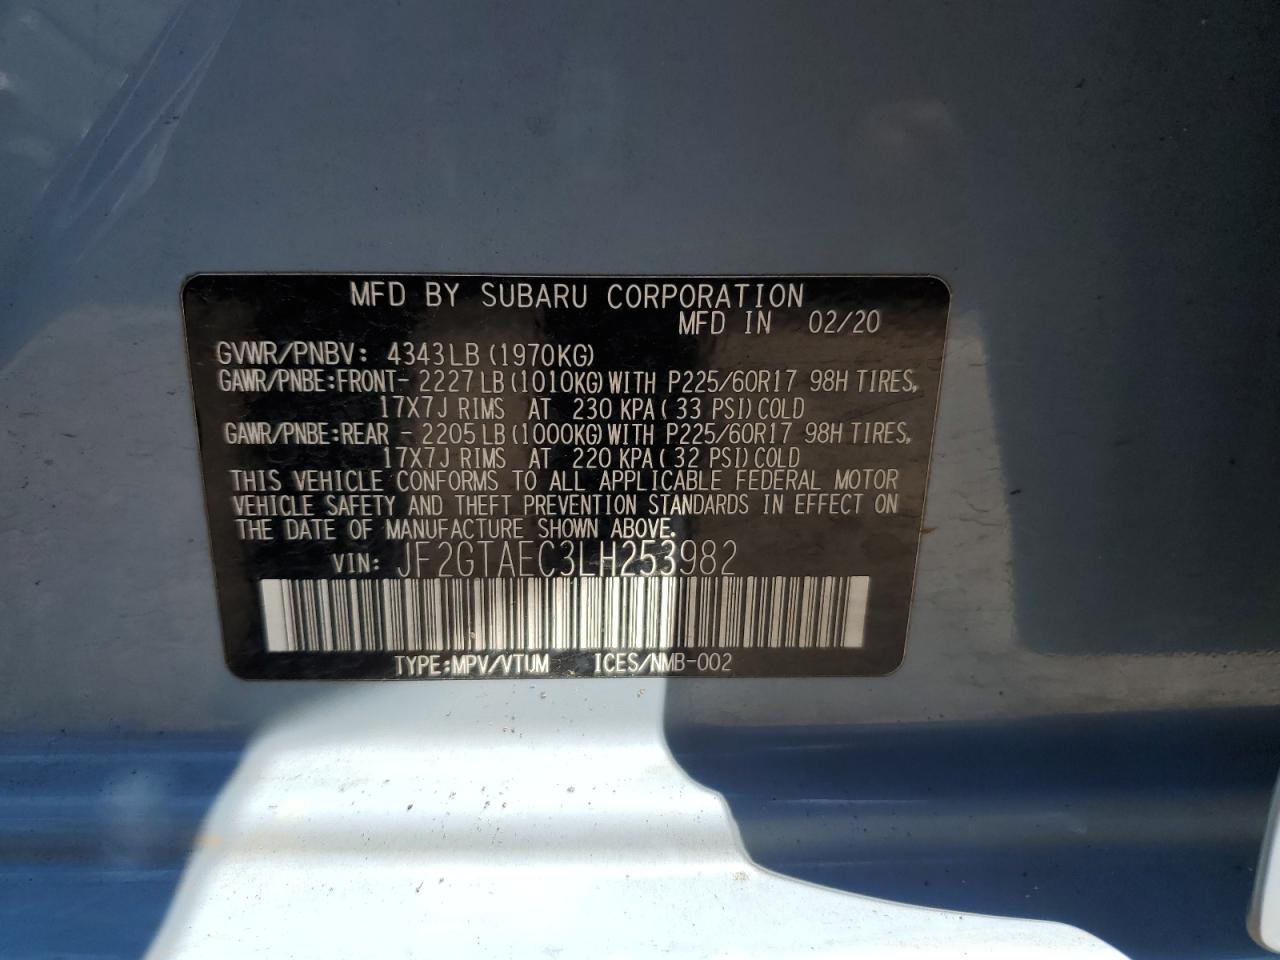 MFD BY SUBARU CORPORATION
MFD IN 02/20
GVWR/PNBV: 4343LB (1970KG)
GAWR/PNBE:FRONT- 2227LB(1010KG)WITH P225/60R17 98H TIRES,
17X7J RIMS AT 230 KPA( 33 PSI)COLD
GAWR/PNBE:REAR - 2205LB(1000KG)WITH P225/60R17 98H TIRES,
17X7J RIMS AT 220 KPA( 32 PSI)COLD
THIS VEHICLE CONFORMS TO ALL APPLICABLE FEDERAL MOTOR
VEHICLE SAFETY AND THEFT PREVENTION STANDARDS IN EFFECT ON
THE DATE OF MANUFACTURE SHOWN ABOVE.
VIN: JF2GTAEC3LH253982
TYPE:MPV/VTUM ICES/NMB-002